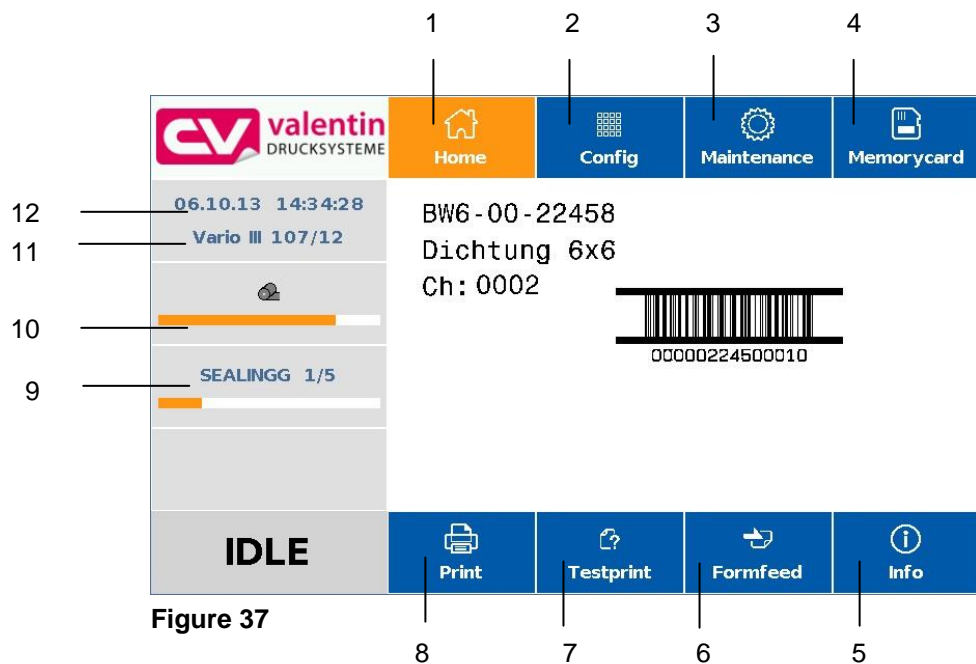 1 2 3 4
valentin
DRUCKSYSTEME
Home Config Maintenance Memorycard
12 06.10.13 14:34:28
11 Vario III 107/12
10
9 SEALINGG 1/5
BW6-00-22458
Dichtung 6x6
Ch: 0002
00000224500010
IDLE
Print Testprint Formfeed Info
Figure 37
8 7 6 5